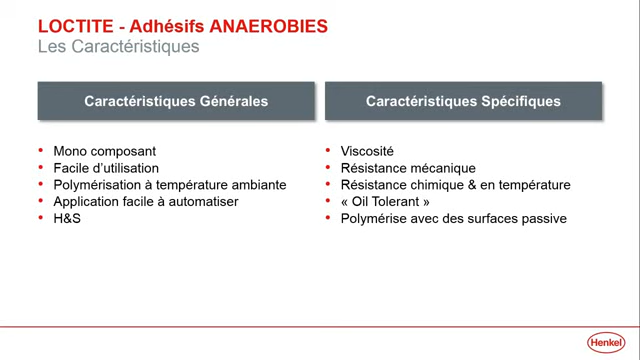 LOCTITE - Adhésifs ANAEROBIES
Les Caractéristiques
Caractéristiques Générales
Mono composant
Facile d’utilisation
Polymérisation à température ambiante
Application facile à automatiser
H&S
Caractéristiques Spécifiques
Viscosité
Résistance mécanique
Résistance chimique & en température
« Oil Tolerant »
Polymérise avec des surfaces passive
Henkel